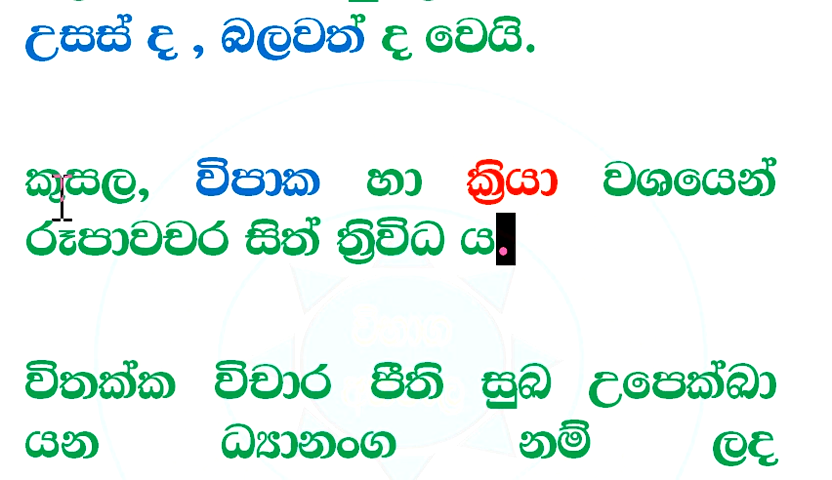 උසස් ද , බලවත් ද වෙයි.
කුසල, විපාක හා ක්‍රියා වශයෙන්
රූපාවචර සිත් ත්‍රිවිධ ය.
විතක්ක විචාර පීති සුඛ උපෙක්ඛා
යන ධ්‍යානංග නම් ලද